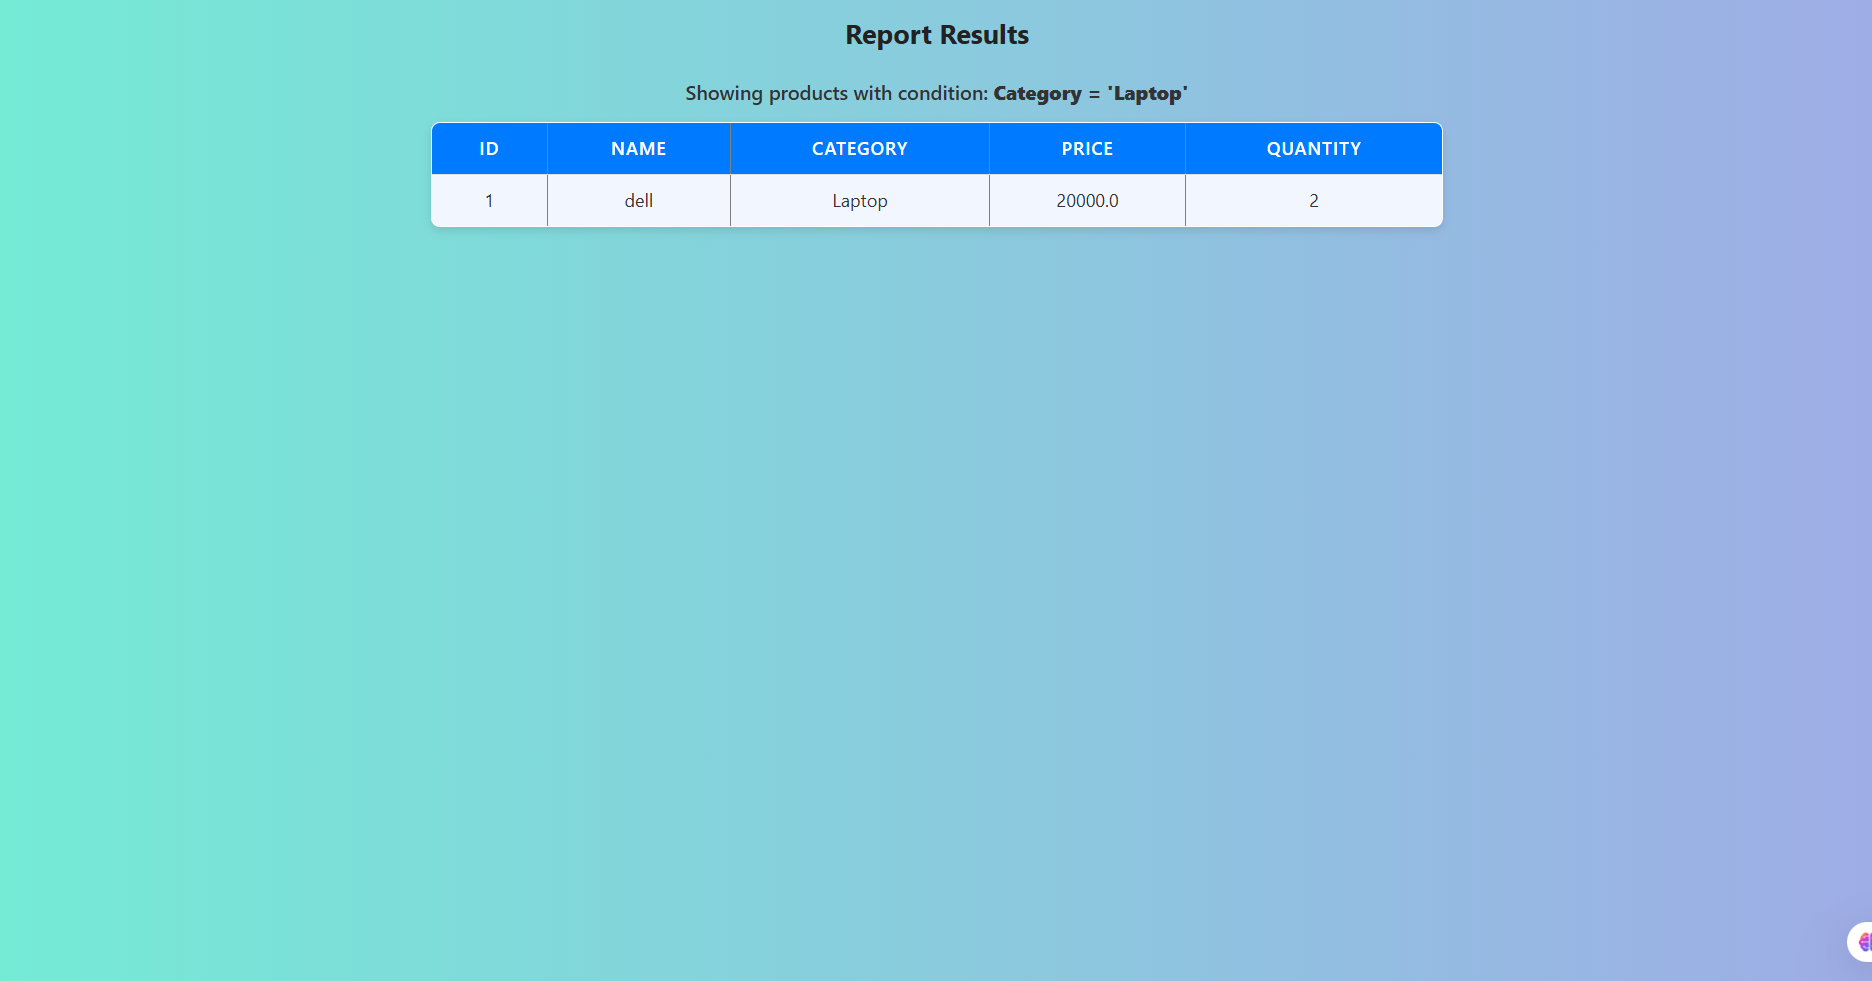 Report Results
Showing products with condition: Category = 'Laptop'
ID NAME CATEGORY PRICE QUANTITY
1 dell Laptop 20000.0 2